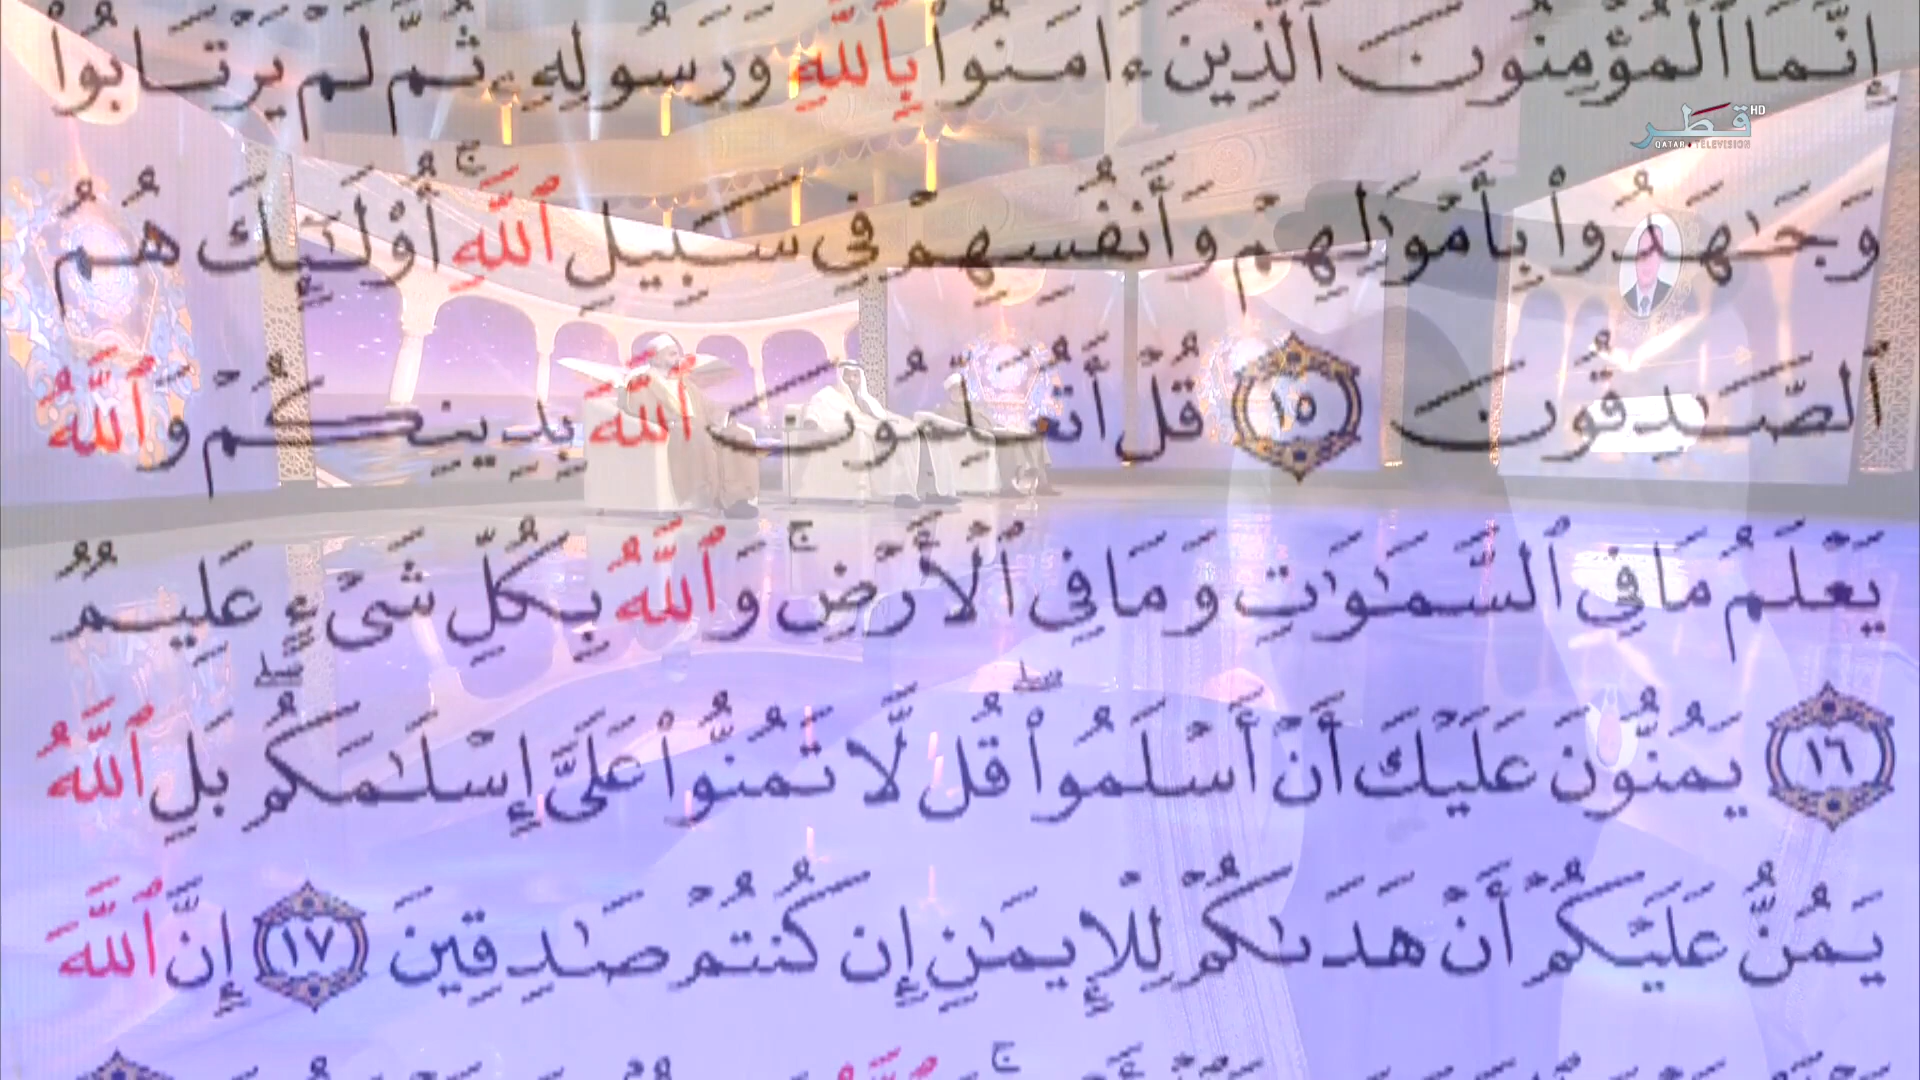 إِنَّمَا ٱلْمُؤْمِنُونَ ٱلَّذِينَ ءَامَنُوا۟ بِٱللَّهِ وَرَسُولِهِۦ ثُمَّ لَمْ يَرْتَابُوا۟
قطر HD
QATAR TELEVISION
وَجَـٰهَدُوا۟ بِأَمْوَٰلِهِمْ وَأَنفُسِهِمْ فِى سَبِيلِ ٱللَّهِ ۚ أُو۟لَـٰٓئِكَ هُمُ
ٱلصَّـٰدِقُونَ ١٥ قُلْ أَتُعَلِّمُونَ ٱللَّهَ بِدِينِكُمْ وَٱللَّهُ
يَعْلَمُ مَا فِى ٱلسَّمَـٰوَٰتِ وَمَا فِى ٱلْأَرْضِ ۚ وَٱللَّهُ بِكُلِّ شَىْءٍ عَلِيمٌ
١٦ يَمُنُّونَ عَلَيْكَ أَنْ أَسْلَمُوا۟ ۖ قُل لَّا تَمُنُّوا۟ عَلَىَّ إِسْلَـٰمَكُم ۖ بَلِ ٱللَّهُ
يَمُنُّ عَلَيْكُمْ أَنْ هَدَىٰكُمْ لِلْإِيمَـٰنِ إِن كُنتُمْ صَـٰدِقِينَ ١٧ إِنَّ ٱللَّهَ